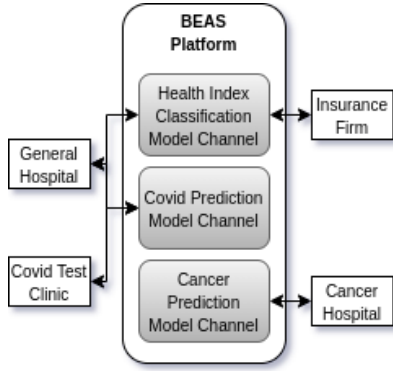 BEAS
Platform
Health Index
Classification
Model Channel
Insurance
Firm
General
Hospital
Covid Prediction
Model Channel
Covid Test
Clinic
Cancer
Prediction
Model Channel
Cancer
Hospital